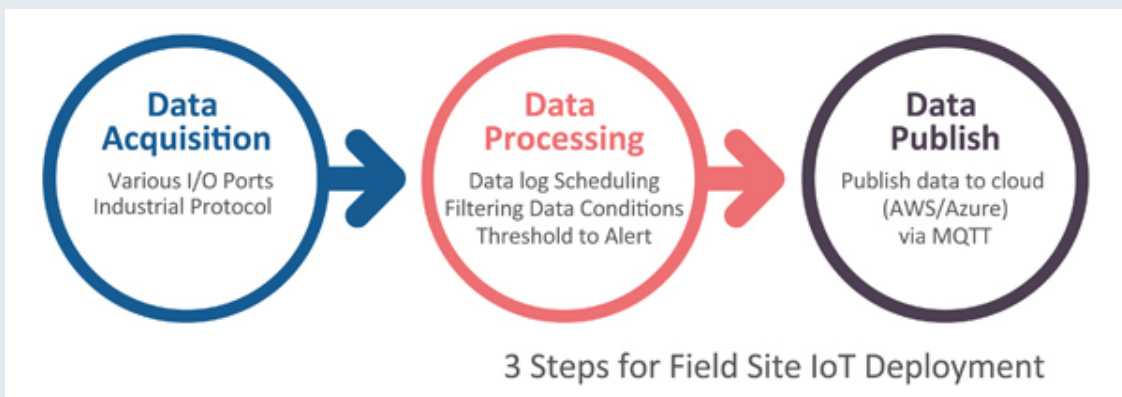 Data
Acquisition
Various I/O Ports
Industrial Protocol
Data
Processing
Data log Scheduling
Filtering Data Conditions
Threshold to Alert
Data
Publish
Publish data to cloud
(AWS/Azure)
via MQTT
3 Steps for Field Site IoT Deployment